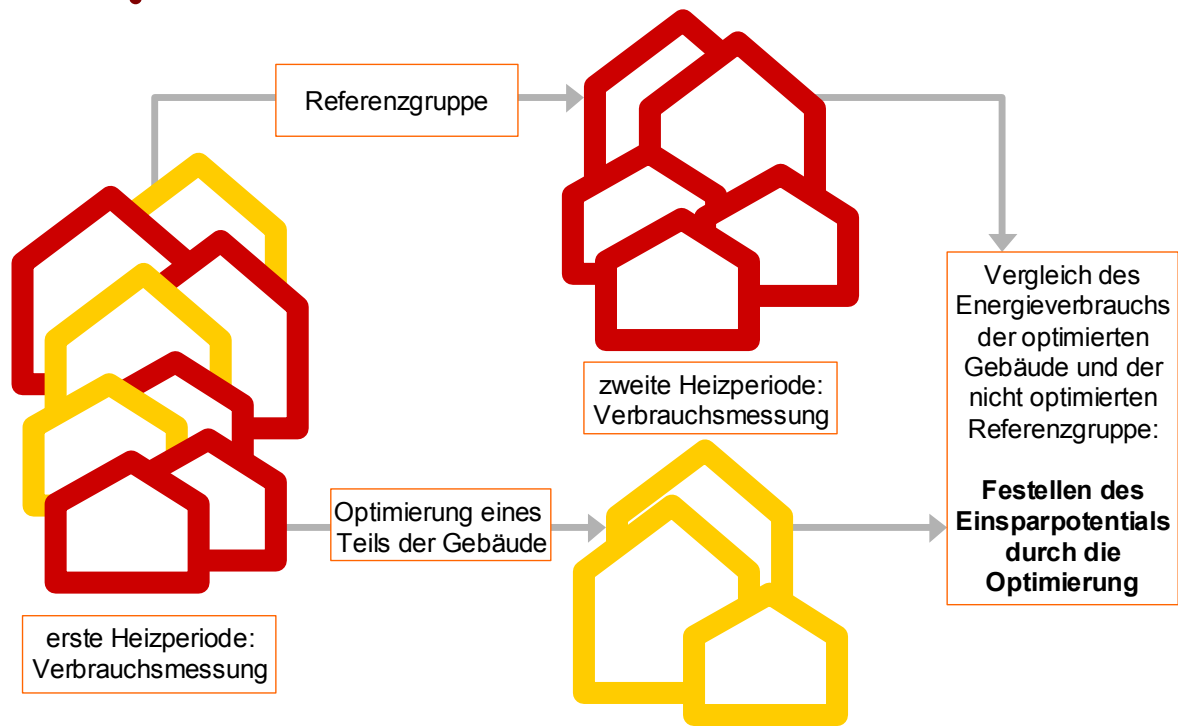 Referenzgruppe
zweite Heizperiode:
Verbrauchsmessung
Optimierung eines
Teils der Gebäude
erste Heizperiode:
Verbrauchsmessung
Vergleich des
Energieverbrauchs
der optimierten
Gebäude und der
nicht optimierten
Referenzgruppe:
Festellen des
Einsparpotentials
durch die
Optimierung